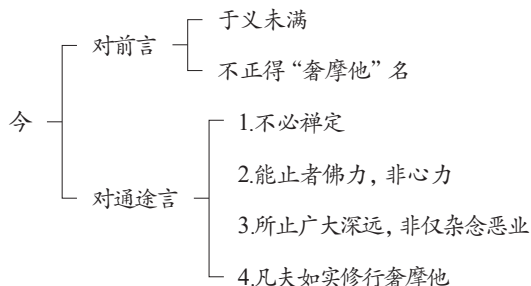 今
对前言
于义未满
不正得“奢摩他”名
对通途言
1.不必禅定
2.能止者佛力，非心力
3.所止广大深远，非仅杂念恶业
4.凡夫如实修行奢摩他